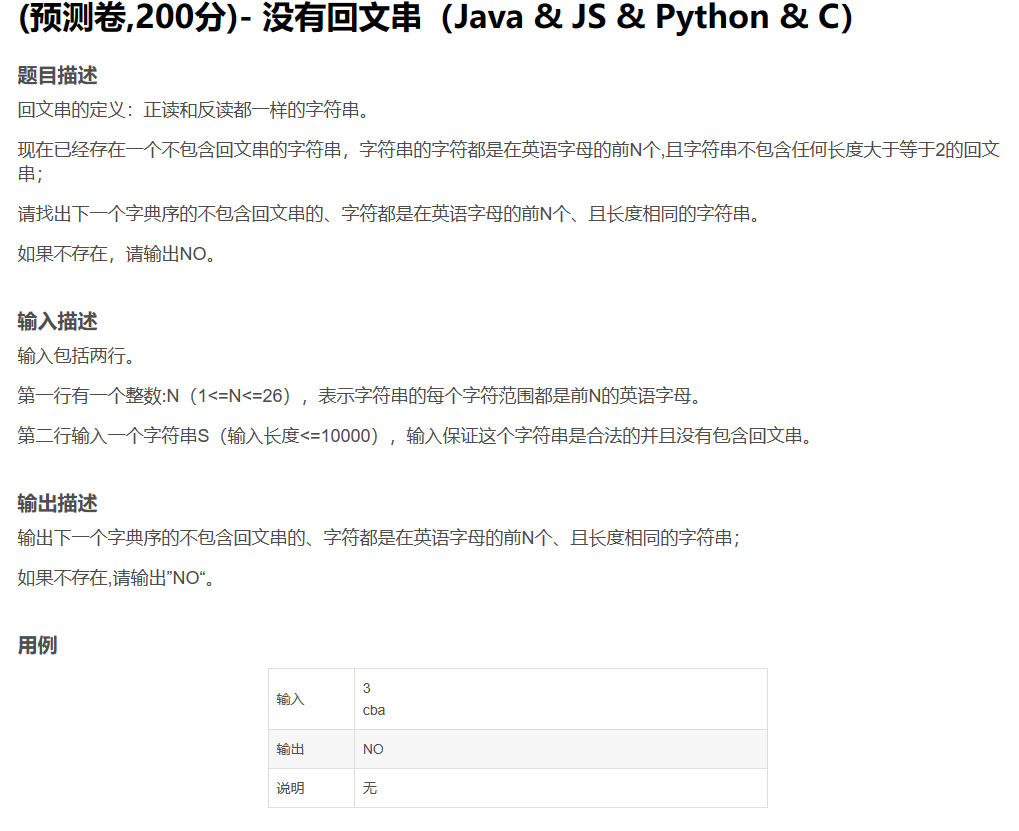 (预测卷,200分)- 没有回文串（Java & JS & Python & C）
题目描述
回文串的定义：正读和反读都一样的字符串。
现在已经存在一个不包含回文串的字符串，字符串的字符都是在英语字母的前N个,且字符串不包含任何长度大于等于2的回文
串；
请找出下一个字典序的不包含回文串的、字符都是在英语字母的前N个、且长度相同的字符串。
如果不存在，请输出NO。
输入描述
输入包括两行。
第一行有一个整数:N（1<=N<=26），表示字符串的每个字符范围都是前N的英语字母。
第二行输入一个字符串S（输入长度<=10000），输入保证这个字符串是合法的并且没有包含回文串。
输出描述
输出下一个字典序的不包含回文串的、字符都是在英语字母的前N个、且长度相同的字符串；
如果不存在,请输出”NO“。
用例
输入
3
cba
输出 NO
说明 无